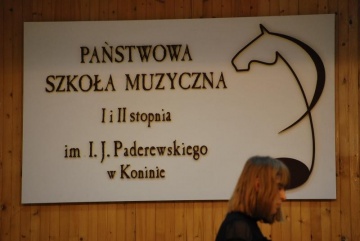 PAŃSTWOWA
SZKOŁA MUZYCZNA
I i II stopnia
im I. J. Paderewskiego
w Koninie